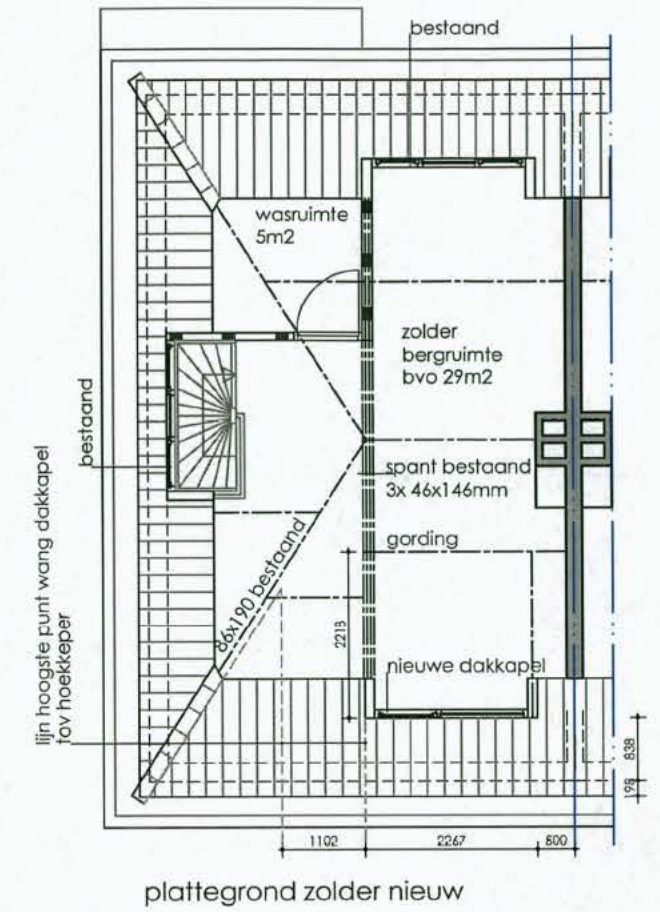 bestaand
wasruimte
5m2
zolder
bergruimte
bvo 29m2
bestaand
spant bestaand
3x 46x146mm
gording
86x190 bestaand
2213
lijn hoogste punt wang dakkapel
tov hoekkeper
nieuwe dakkapel
838
198
1102
2267
500
plattegrond zolder nieuw